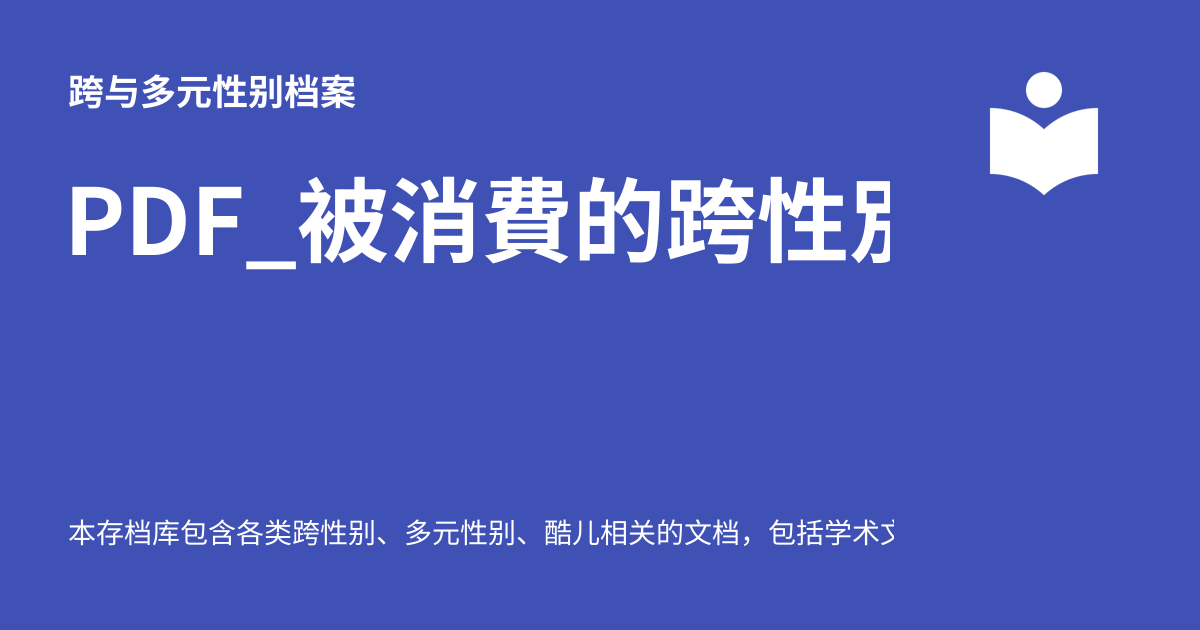 跨与多元性别档案
PDF_被消費的跨性别
本存档库包含各类跨性别、多元性别、酷儿相关的文档，包括学术文